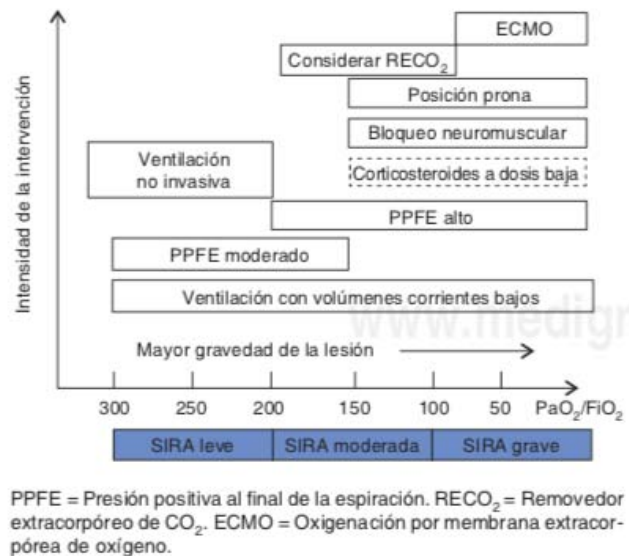 ECMO
Considerar RECO₂
Posición prona
Bloqueo neuromuscular
Ventilación
no invasiva
Corticosteroides a dosis baja
PPFE alto
PPFE moderado
Ventilación con volúmenes corrientes bajos
Intensidad de la intervención
www.medigr
Mayor gravedad de la lesión
300 250 200 150 100 50 PaO₂/FiO₂
SIRA leve SIRA moderada SIRA grave
PPFE = Presión positiva al final de la espiración. RECO₂ = Removedor
extracorpóreo de CO₂. ECMO = Oxigenación por membrana extracor-
pórea de oxígeno.